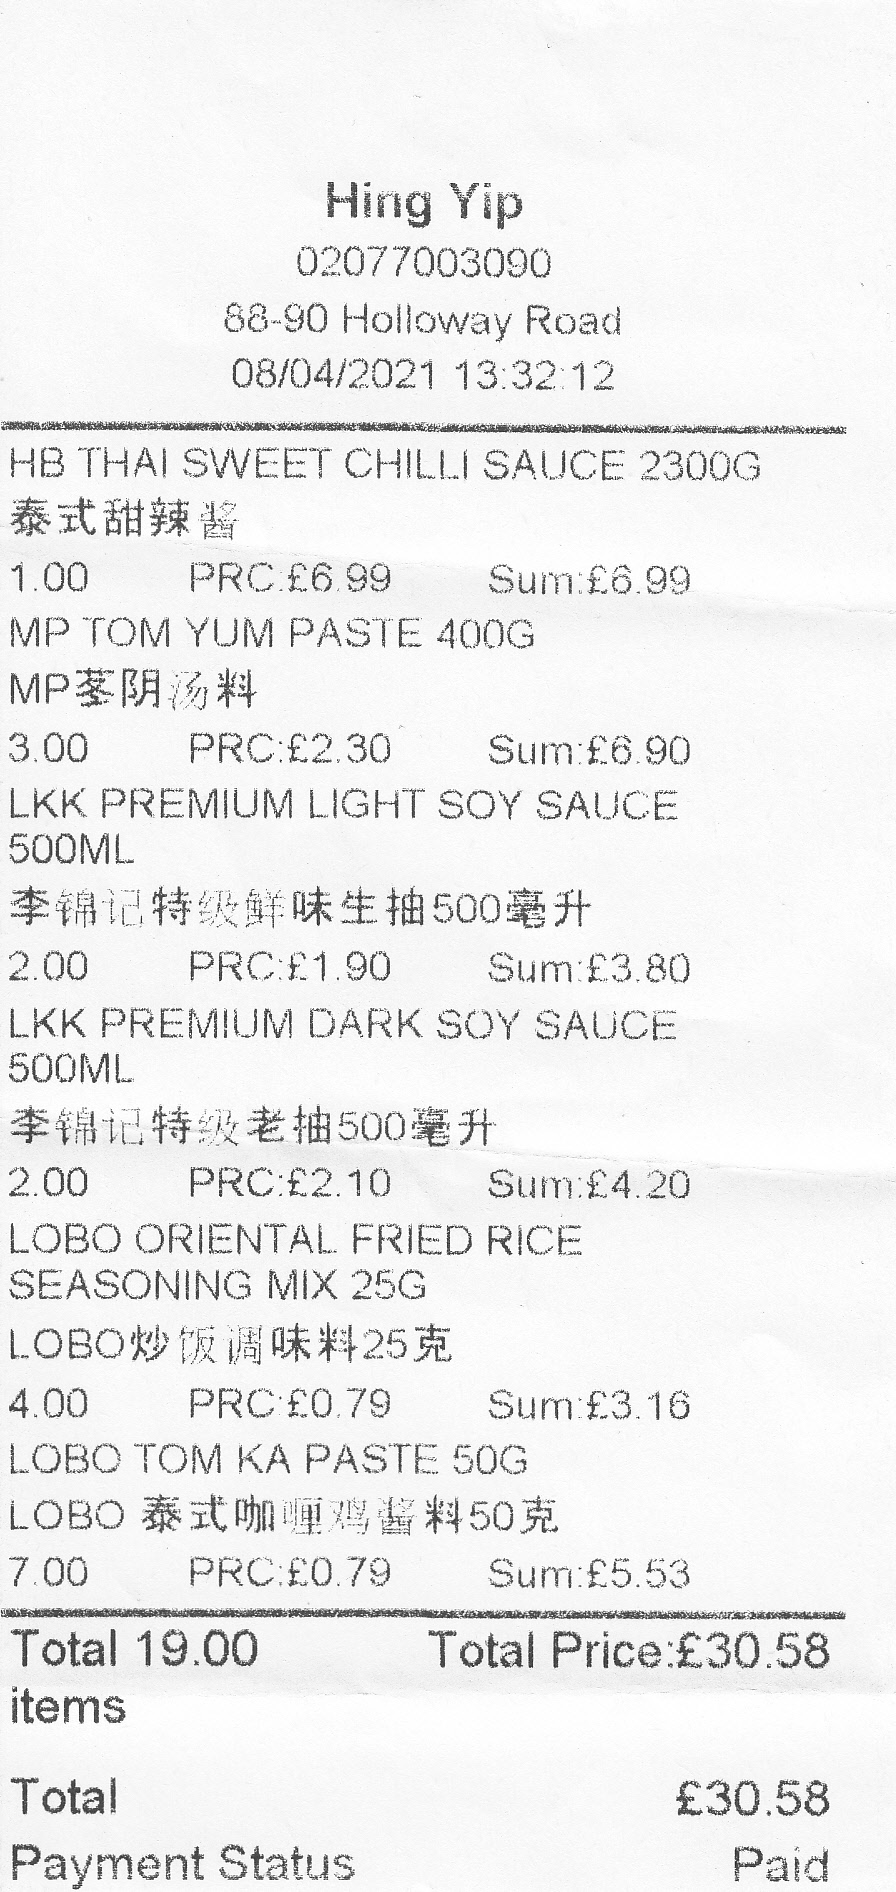 Hing Yip
02077003090
88-90 Holloway Road
08/04/2021 13:32:12
HB THAI SWEET CHILLI SAUCE 2300G
泰式甜辣酱
1.00 PRC:£6.99 Sum:£6.99
MP TOM YUM PASTE 400G
MP茎阴汤料
3.00 PRC:£2.30 Sum:£6.90
LKK PREMIUM LIGHT SOY SAUCE
500ML
李锦记特级鲜味生抽500毫升
2.00 PRC:£1.90 Sum:£3.80
LKK PREMIUM DARK SOY SAUCE
500ML
李锦记特级老抽500毫升
2.00 PRC:£2.10 Sum:£4.20
LOBO ORIENTAL FRIED RICE
SEASONING MIX 25G
LOBO炒饭调味料25克
4.00 PRC:£0.79 Sum:£3.16
LOBO TOM KA PASTE 50G
LOBO 泰式咖喱鸡酱料50克
7.00 PRC:£0.79 Sum:£5.53
Total 19.00 Total Price:£30.58
items
Total £30.58
Payment Status Paid